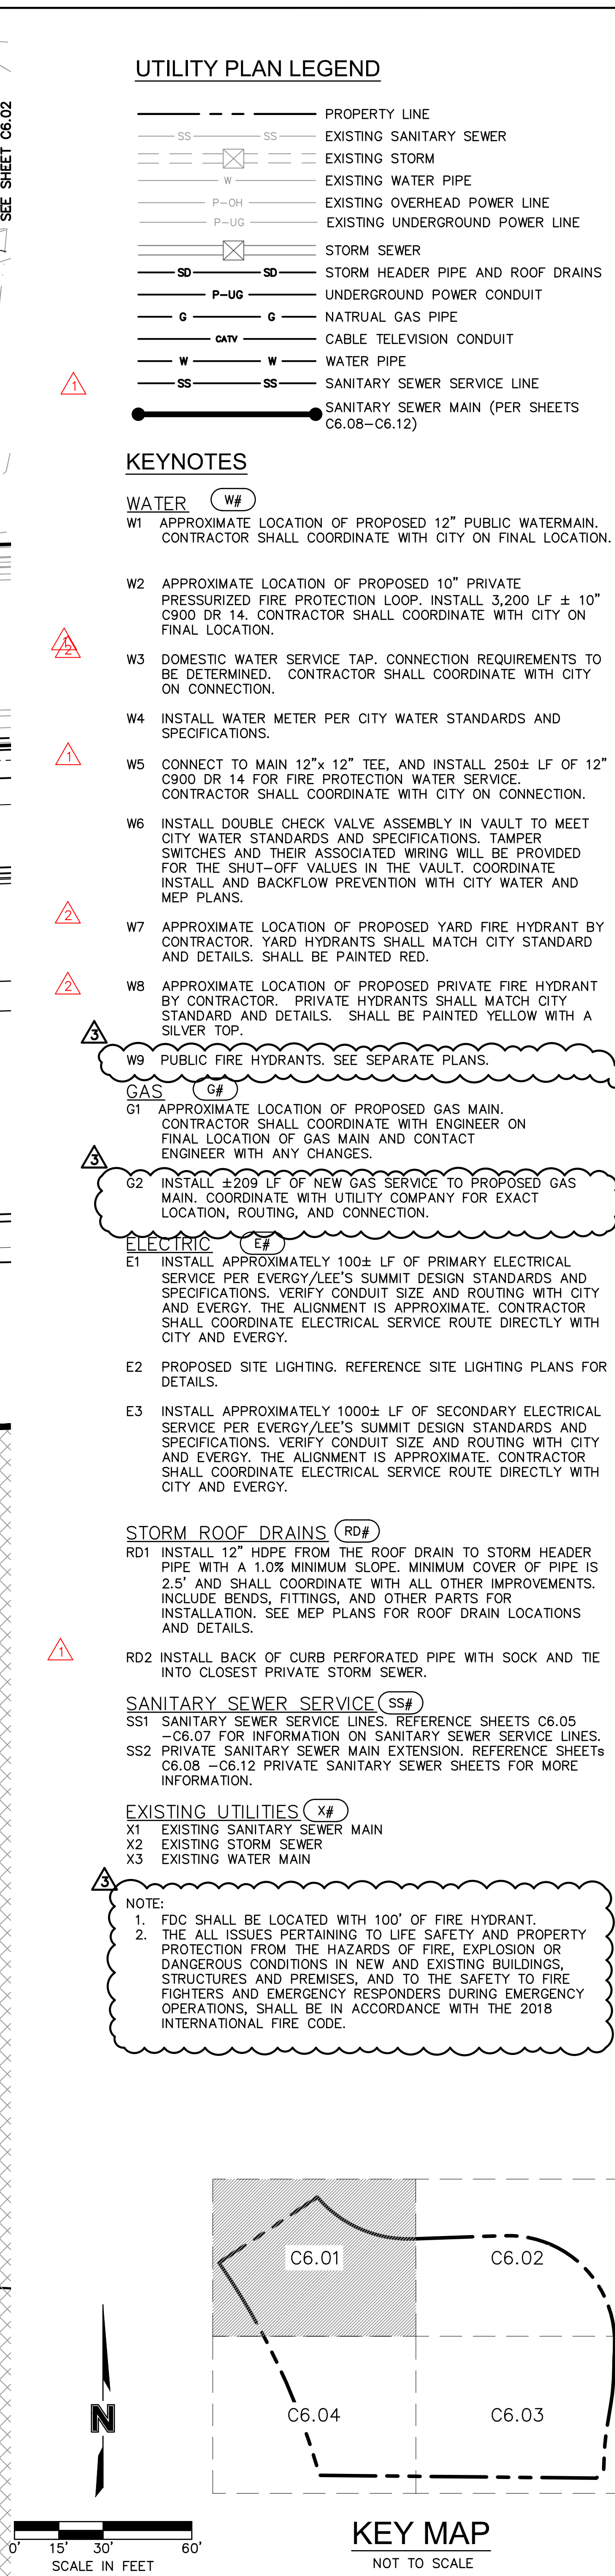 SEE SHEET C6.02
UTILITY PLAN LEGEND
PROPERTY LINE
SS SS EXISTING SANITARY SEWER
EXISTING STORM
W EXISTING WATER PIPE
P-OH EXISTING OVERHEAD POWER LINE
P-UG EXISTING UNDERGROUND POWER LINE
STORM SEWER
SD SD STORM HEADER PIPE AND ROOF DRAINS
P-UG UNDERGROUND POWER CONDUIT
G G NATRUAL GAS PIPE
CATV CABLE TELEVISION CONDUIT
W W WATER PIPE
1 SS SS SANITARY SEWER SERVICE LINE
SANITARY SEWER MAIN (PER SHEETS
C6.08-C6.12)
KEYNOTES
WATER W#
W1 APPROXIMATE LOCATION OF PROPOSED 12" PUBLIC WATERMAIN.
CONTRACTOR SHALL COORDINATE WITH CITY ON FINAL LOCATION.
W2 APPROXIMATE LOCATION OF PROPOSED 10" PRIVATE
PRESSURIZED FIRE PROTECTION LOOP. INSTALL 3,200 LF ± 10"
C900 DR 14. CONTRACTOR SHALL COORDINATE WITH CITY ON
FINAL LOCATION.
1
2
W3 DOMESTIC WATER SERVICE TAP. CONNECTION REQUIREMENTS TO
BE DETERMINED. CONTRACTOR SHALL COORDINATE WITH CITY
ON CONNECTION.
W4 INSTALL WATER METER PER CITY WATER STANDARDS AND
SPECIFICATIONS.
1
W5 CONNECT TO MAIN 12"x 12" TEE, AND INSTALL 250± LF OF 12"
C900 DR 14 FOR FIRE PROTECTION WATER SERVICE.
CONTRACTOR SHALL COORDINATE WITH CITY ON CONNECTION.
W6 INSTALL DOUBLE CHECK VALVE ASSEMBLY IN VAULT TO MEET
CITY WATER STANDARDS AND SPECIFICATIONS. TAMPER
SWITCHES AND THEIR ASSOCIATED WIRING WILL BE PROVIDED
FOR THE SHUT-OFF VALUES IN THE VAULT. COORDINATE
INSTALL AND BACKFLOW PREVENTION WITH CITY WATER AND
MEP PLANS.
2
W7 APPROXIMATE LOCATION OF PROPOSED YARD FIRE HYDRANT BY
CONTRACTOR. YARD HYDRANTS SHALL MATCH CITY STANDARD
AND DETAILS. SHALL BE PAINTED RED.
2
W8 APPROXIMATE LOCATION OF PROPOSED PRIVATE FIRE HYDRANT
BY CONTRACTOR. PRIVATE HYDRANTS SHALL MATCH CITY
STANDARD AND DETAILS. SHALL BE PAINTED YELLOW WITH A
SILVER TOP.
3
W9 PUBLIC FIRE HYDRANTS. SEE SEPARATE PLANS.
GAS G#
G1 APPROXIMATE LOCATION OF PROPOSED GAS MAIN.
CONTRACTOR SHALL COORDINATE WITH ENGINEER ON
FINAL LOCATION OF GAS MAIN AND CONTACT
ENGINEER WITH ANY CHANGES.
3
G2 INSTALL ±209 LF OF NEW GAS SERVICE TO PROPOSED GAS
MAIN. COORDINATE WITH UTILITY COMPANY FOR EXACT
LOCATION, ROUTING, AND CONNECTION.
ELECTRIC E#
E1 INSTALL APPROXIMATELY 100± LF OF PRIMARY ELECTRICAL
SERVICE PER EVERGY/LEE'S SUMMIT DESIGN STANDARDS AND
SPECIFICATIONS. VERIFY CONDUIT SIZE AND ROUTING WITH CITY
AND EVERGY. THE ALIGNMENT IS APPROXIMATE. CONTRACTOR
SHALL COORDINATE ELECTRICAL SERVICE ROUTE DIRECTLY WITH
CITY AND EVERGY.
E2 PROPOSED SITE LIGHTING. REFERENCE SITE LIGHTING PLANS FOR
DETAILS.
E3 INSTALL APPROXIMATELY 1000± LF OF SECONDARY ELECTRICAL
SERVICE PER EVERGY/LEE'S SUMMIT DESIGN STANDARDS AND
SPECIFICATIONS. VERIFY CONDUIT SIZE AND ROUTING WITH CITY
AND EVERGY. THE ALIGNMENT IS APPROXIMATE. CONTRACTOR
SHALL COORDINATE ELECTRICAL SERVICE ROUTE DIRECTLY WITH
CITY AND EVERGY.
STORM ROOF DRAINS RD#
RD1 INSTALL 12" HDPE FROM THE ROOF DRAIN TO STORM HEADER
PIPE WITH A 1.0% MINIMUM SLOPE. MINIMUM COVER OF PIPE IS
2.5' AND SHALL COORDINATE WITH ALL OTHER IMPROVEMENTS.
INCLUDE BENDS, FITTINGS, AND OTHER PARTS FOR
INSTALLATION. SEE MEP PLANS FOR ROOF DRAIN LOCATIONS
AND DETAILS.
1
RD2 INSTALL BACK OF CURB PERFORATED PIPE WITH SOCK AND TIE
INTO CLOSEST PRIVATE STORM SEWER.
SANITARY SEWER SERVICE SS#
SS1 SANITARY SEWER SERVICE LINES. REFERENCE SHEETS C6.05
-C6.07 FOR INFORMATION ON SANITARY SEWER SERVICE LINES.
SS2 PRIVATE SANITARY SEWER MAIN EXTENSION. REFERENCE SHEETs
C6.08 -C6.12 PRIVATE SANITARY SEWER SHEETS FOR MORE
INFORMATION.
EXISTING UTILITIES X#
X1 EXISTING SANITARY SEWER MAIN
X2 EXISTING STORM SEWER
X3 EXISTING WATER MAIN
3
NOTE:
1. FDC SHALL BE LOCATED WITH 100' OF FIRE HYDRANT.
2. THE ALL ISSUES PERTAINING TO LIFE SAFETY AND PROPERTY
PROTECTION FROM THE HAZARDS OF FIRE, EXPLOSION OR
DANGEROUS CONDITIONS IN NEW AND EXISTING BUILDINGS,
STRUCTURES AND PREMISES, AND TO THE SAFETY TO FIRE
FIGHTERS AND EMERGENCY RESPONDERS DURING EMERGENCY
OPERATIONS, SHALL BE IN ACCORDANCE WITH THE 2018
INTERNATIONAL FIRE CODE.
C6.01 C6.02
C6.04 C6.03
N
0' 15' 30' 60'
SCALE IN FEET
KEY MAP
NOT TO SCALE